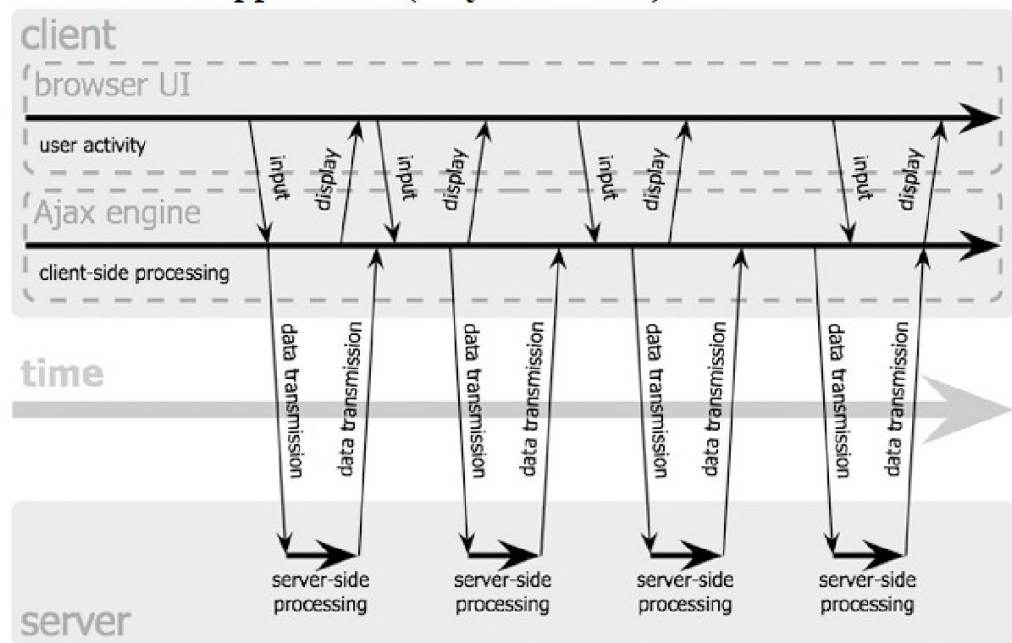 client
browser UI
user activity
input
display
input
display
input
display
input
display
Ajax engine
client-side processing
data transmission
data transmission
data transmission
data transmission
data transmission
data transmission
data transmission
data transmission
time
server-side
processing
server-side
processing
server-side
processing
server-side
processing
server